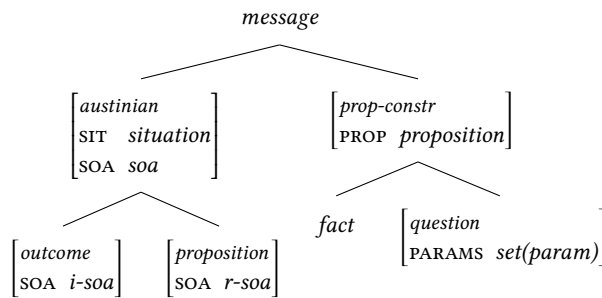 message
austinian
SIT situation
SOA soa
prop-constr
PROP proposition
outcome
SOA i-soa
proposition
SOA r-soa
fact
question
PARAMS set(param)